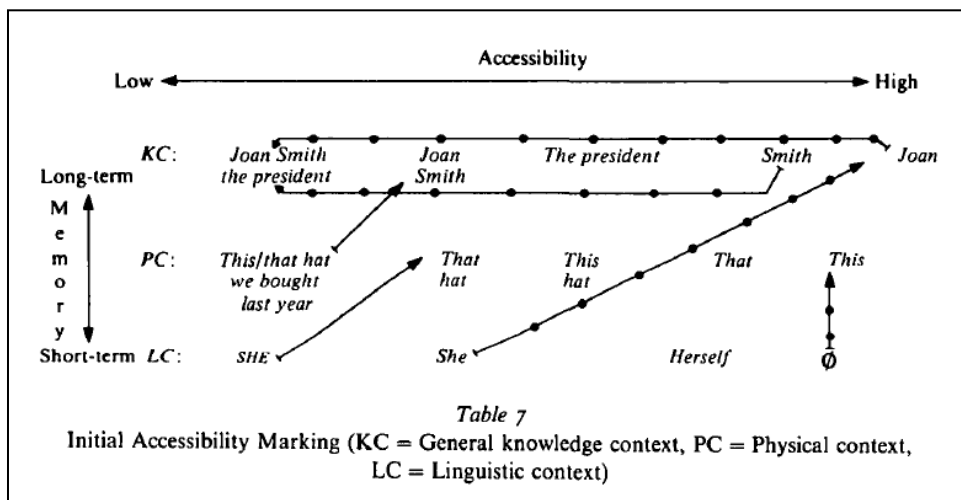 Accessibility
Low High
KC: Joan Smith Joan The president Smith Joan
Long-term the president Smith
Memory
PC: This/that hat That This That This
we bought hat hat
last year
Short-term LC: SHE She Herself Ø
Table 7
Initial Accessibility Marking (KC = General knowledge context, PC = Physical context,
LC = Linguistic context)